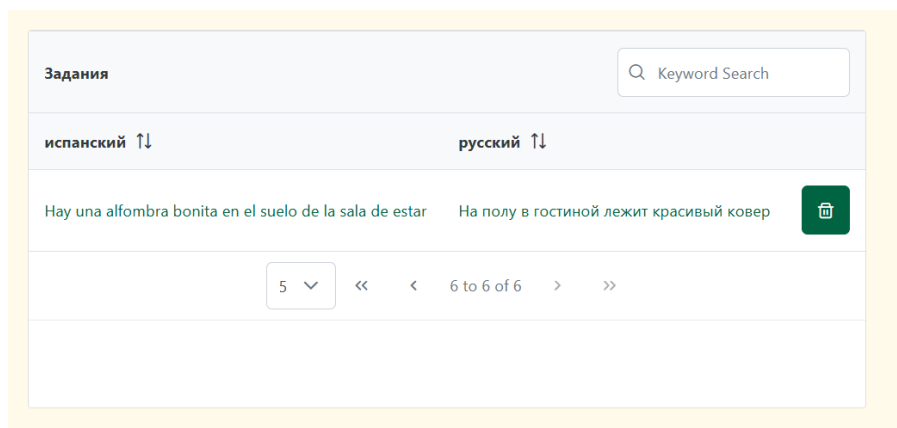 Задания
Keyword Search
испанский
русский
Hay una alfombra bonita en el suelo de la sala de estar
На полу в гостиной лежит красивый ковер
5
6 to 6 of 6